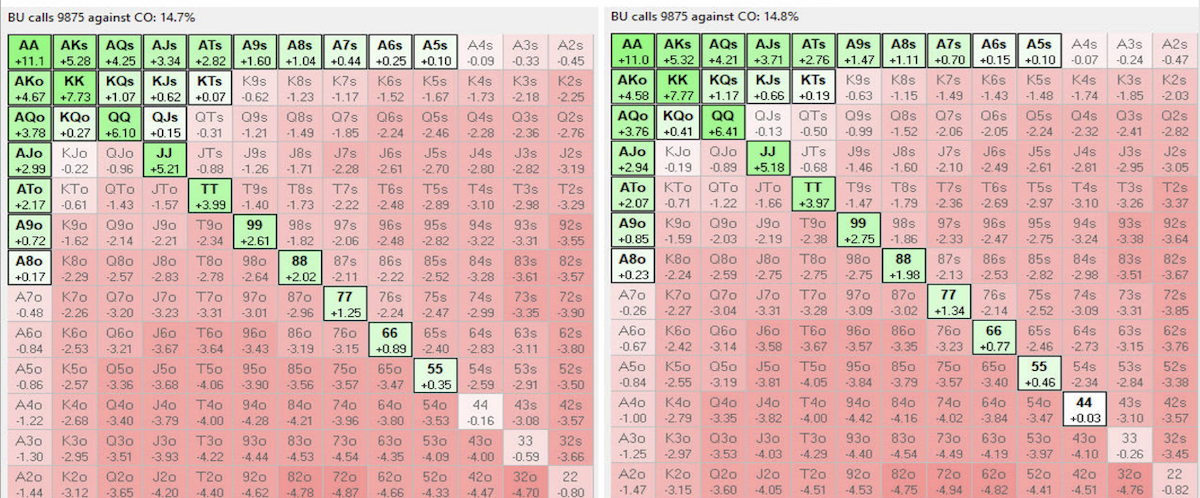 BU calls 9875 against CO: 14.7%
AA AKs AQs AJs ATs A9s A8s A7s A6s A5s A4s A3s A2s
+11.1 +5.28 +4.25 +3.34 +2.82 +1.60 +1.04 +0.44 +0.25 +0.10 -0.09 -0.33 -0.45
AKo KK KQs KJs KTs K9s K8s K7s K6s K5s K4s K3s K2s
+4.67 +7.73 +1.07 +0.62 +0.07 -0.62 -1.23 -1.17 -1.52 -1.67 -1.73 -2.18 -2.25
AQo KQo QQ QJs QTs Q9s Q8s Q7s Q6s Q5s Q4s Q3s Q2s
+3.78 +0.27 +6.10 +0.15 -0.31 -1.21 -1.49 -1.85 -2.24 -2.46 -2.28 -2.36 -2.76
AJo KJo QJo JJ JTs J9s J8s J7s J6s J5s J4s J3s J2s
+2.99 -0.22 -0.96 +5.21 -0.88 -1.26 -1.71 -2.28 -2.61 -2.70 -2.80 -2.82 -3.19
ATo KTo QTo JTo TT T9s T8s T7s T6s T5s T4s T3s T2s
+2.17 -0.61 -1.43 -1.57 +3.99 -1.40 -1.73 -2.22 -2.48 -2.89 -3.10 -2.98 -3.29
A9o K9o Q9o J9o T9o 99 98s 97s 96s 95s 94s 93s 92s
+0.72 -1.62 -2.14 -2.21 -2.34 +2.61 -1.82 -2.06 -2.48 -2.82 -3.22 -3.31 -3.55
A8o K8o Q8o J8o T8o 98o 88 87s 86s 85s 84s 83s 82s
+0.17 -2.29 -2.57 -2.83 -2.78 -2.64 +2.02 -2.11 -2.22 -2.52 -3.28 -3.61 -3.57
A7o K7o Q7o J7o T7o 97o 87o 77 76s 75s 74s 73s 72s
-0.48 -2.26 -3.20 -3.23 -3.31 -3.01 -2.96 +1.25 -2.24 -2.47 -2.99 -3.35 -3.90
A6o K6o Q6o J6o T6o 96o 86o 76o 66 65s 64s 63s 62s
-0.84 -2.53 -3.21 -3.67 -3.64 -3.43 -3.19 -3.15 +0.89 -2.40 -2.83 -3.11 -3.80
A5o K5o Q5o J5o T5o 95o 85o 75o 65o 55 54s 53s 52s
-0.86 -2.57 -3.36 -3.68 -4.06 -3.90 -3.56 -3.57 -3.47 +0.35 -2.59 -2.91 -3.50
A4o K4o Q4o J4o T4o 94o 84o 74o 64o 54o 44 43s 42s
-1.22 -2.68 -3.40 -3.79 -4.00 -4.28 -4.21 -3.96 -3.80 -3.53 -0.16 -3.08 -3.57
A3o K3o Q3o J3o T3o 93o 83o 73o 63o 53o 43o 33 32s
-1.30 -2.95 -3.51 -3.93 -4.22 -4.44 -4.53 -4.54 -4.35 -4.09 -4.00 -0.59 -3.66
A2o K2o Q2o J2o T2o 92o 82o 72o 62o 52o 42o 32o 22
-1.44 -3.12 -3.65 -4.20 -4.40 -4.62 -4.78 -4.87 -4.66 -4.33 -4.47 -4.70 -0.80
BU calls 9875 against CO: 14.8%
AA AKs AQs AJs ATs A9s A8s A7s A6s A5s A4s A3s A2s
+11.0 +5.32 +4.21 +3.71 +2.76 +1.47 +1.11 +0.70 +0.15 +0.10 -0.07 -0.24 -0.47
AKo KK KQs KJs KTs K9s K8s K7s K6s K5s K4s K3s K2s
+4.58 +7.77 +1.17 +0.66 +0.19 -0.63 -1.15 -1.49 -1.43 -1.48 -1.74 -1.85 -2.03
AQo KQo QQ QJs QTs Q9s Q8s Q7s Q6s Q5s Q4s Q3s Q2s
+3.76 +0.41 +6.41 -0.13 -0.50 -0.99 -1.52 -2.06 -2.05 -2.24 -2.32 -2.41 -2.82
AJo KJo QJo JJ JTs J9s J8s J7s J6s J5s J4s J3s J2s
+2.94 -0.19 -0.89 +5.18 -0.68 -1.46 -1.60 -2.10 -2.49 -2.61 -2.81 -2.95 -3.05
ATo KTo QTo JTo TT T9s T8s T7s T6s T5s T4s T3s T2s
+2.07 -0.71 -1.22 -1.66 +3.97 -1.47 -1.79 -2.36 -2.69 -2.97 -3.10 -3.26 -3.37
A9o K9o Q9o J9o T9o 99 98s 97s 96s 95s 94s 93s 92s
+0.85 -1.59 -2.03 -2.19 -2.38 +2.75 -1.86 -2.33 -2.47 -2.75 -3.24 -3.38 -3.64
A8o K8o Q8o J8o T8o 98o 88 87s 86s 85s 84s 83s 82s
+0.23 -2.24 -2.59 -2.75 -2.75 -2.75 +1.98 -2.13 -2.53 -2.82 -2.98 -3.51 -3.67
A7o K7o Q7o J7o T7o 97o 87o 77 76s 75s 74s 73s 72s
-0.26 -2.27 -3.04 -3.31 -3.28 -3.09 -3.02 +1.34 -2.14 -2.52 -3.09 -3.31 -3.85
A6o K6o Q6o J6o T6o 96o 86o 76o 66 65s 64s 63s 62s
-0.67 -2.42 -3.14 -3.58 -3.67 -3.57 -3.35 -3.23 +0.77 -2.46 -2.73 -3.15 -3.76
A5o K5o Q5o J5o T5o 95o 85o 75o 65o 55 54s 53s 52s
-0.84 -2.55 -3.19 -3.81 -4.05 -3.84 -3.79 -3.57 -3.40 +0.46 -2.34 -2.84 -3.38
A4o K4o Q4o J4o T4o 94o 84o 74o 64o 54o 44 43s 42s
-1.00 -2.79 -3.35 -3.82 -4.00 -4.42 -4.16 -4.02 -3.84 -3.47 +0.03 -3.10 -3.57
A3o K3o Q3o J3o T3o 93o 83o 73o 63o 53o 43o 33 32s
-1.25 -2.97 -3.53 -4.03 -4.29 -4.40 -4.54 -4.49 -4.19 -3.97 -4.10 -0.26 -3.45
A2o K2o Q2o J2o T2o 92o 82o 72o 62o 52o 42o 32o 22
-1.47 -3.15 -3.60 -4.05 -4.51 -4.53 -4.75 -4.94 -4.82 -4.41 -4.51 -4.76 -0.82